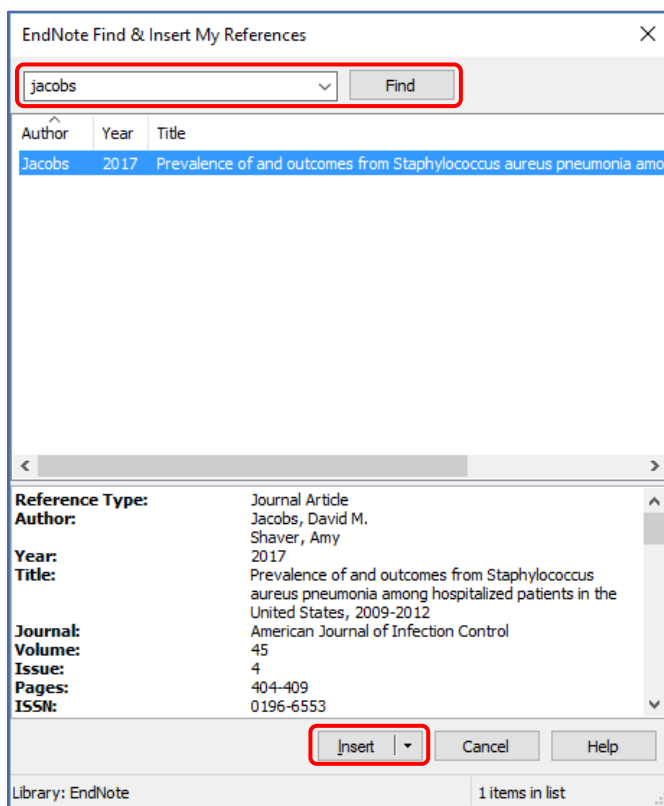 EndNote Find & Insert My References
jacobs
Find
Author Year Title
Jacobs 2017 Prevalence of and outcomes from Staphylococcus aureus pneumonia amo
Reference Type: Journal Article
Author: Jacobs, David M.
Shaver, Amy
Year: 2017
Title: Prevalence of and outcomes from Staphylococcus
aureus pneumonia among hospitalized patients in the
United States, 2009-2012
Journal: American Journal of Infection Control
Volume: 45
Issue: 4
Pages: 404-409
ISSN: 0196-6553
Insert Cancel Help
Library: EndNote 1 items in list